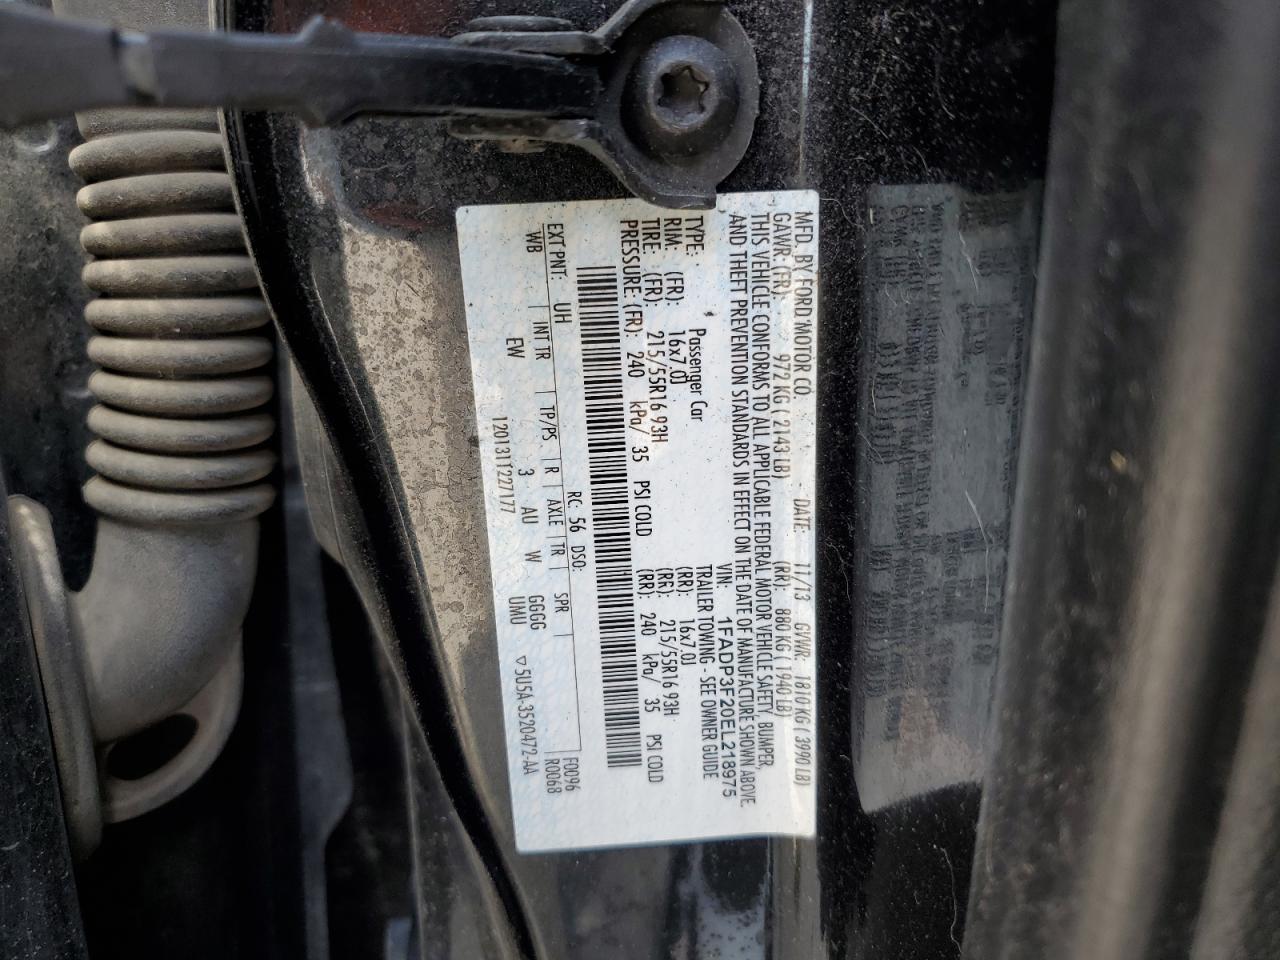 MFD. BY FORD MOTOR CO. DATE: 11/13 GVWR: 1810 KG ( 3990 LB)
GAWR: (FR): 972 KG ( 2143 LB) (RR): 880 KG ( 1940 LB)
THIS VEHICLE CONFORMS TO ALL APPLICABLE FEDERAL MOTOR VEHICLE SAFETY, BUMPER,
AND THEFT PREVENTION STANDARDS IN EFFECT ON THE DATE OF MANUFACTURE SHOWN ABOVE.
VIN: 1FADP3F20EL218975
TYPE: Passenger Car TRAILER TOWING - SEE OWNER GUIDE
RIM: (FR): 16x7.0J (RR): 16x7.0J
TIRE: (FR): 215/55R16 93H (RR): 215/55R16 93H
PRESSURE: (FR): 240 kPa/ 35 PSI COLD (RR): 240 kPa/ 35 PSI COLD
RC: 56 DSO: F0096
EXT PNT: UH R0068
WB | INT TR | TP/PS | R | AXLE | TR | SPR |
EW 3 AU W GGGG
1201311227177 UMU ▽5U5A-3520472-AA